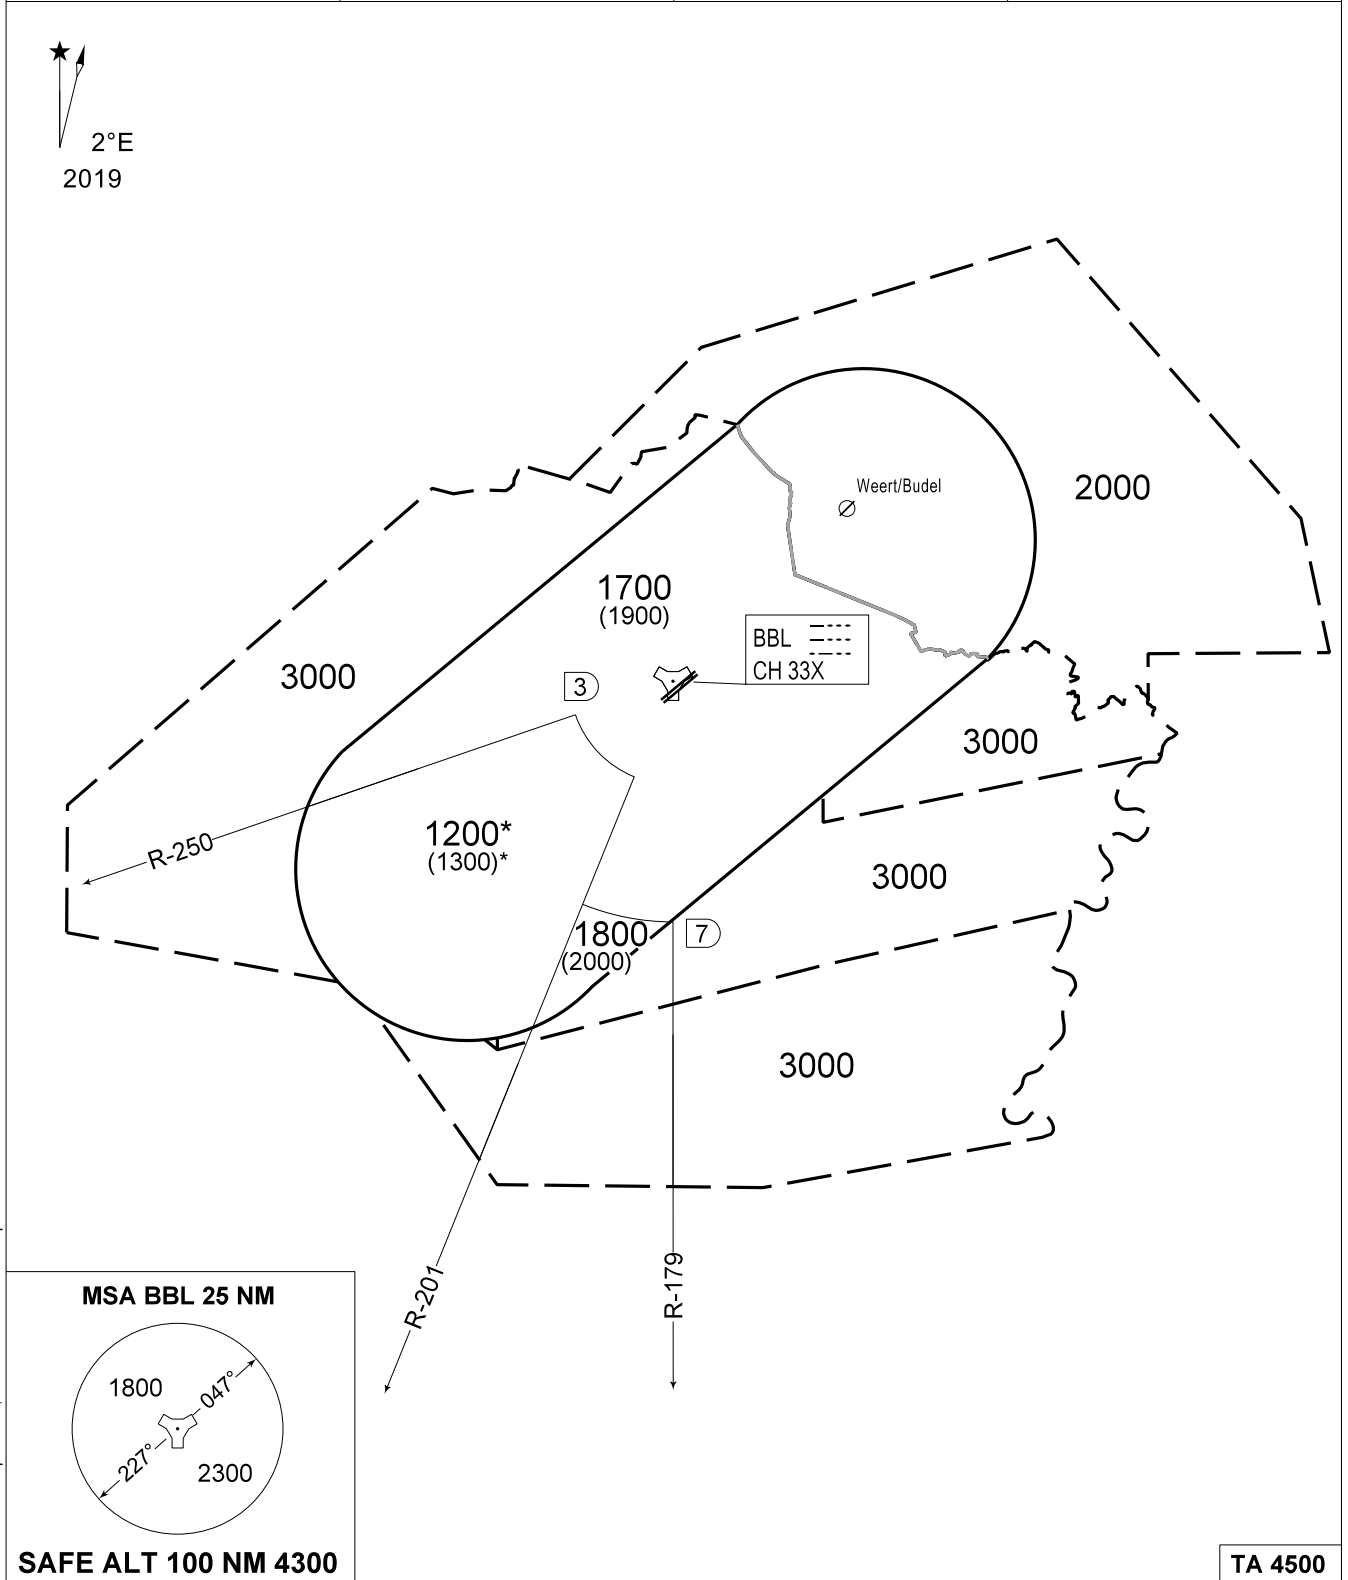 2°E
2019
Weert/Budel
2000
1700
(1900)
BBL
CH 33X
3000
3
3000
1200*
(1300)*
R-250
3000
1800
(2000)
7
3000
R-201
R-179
MSA BBL 25 NM
1800
047°
227°
2300
SAFE ALT 100 NM 4300
TA 4500